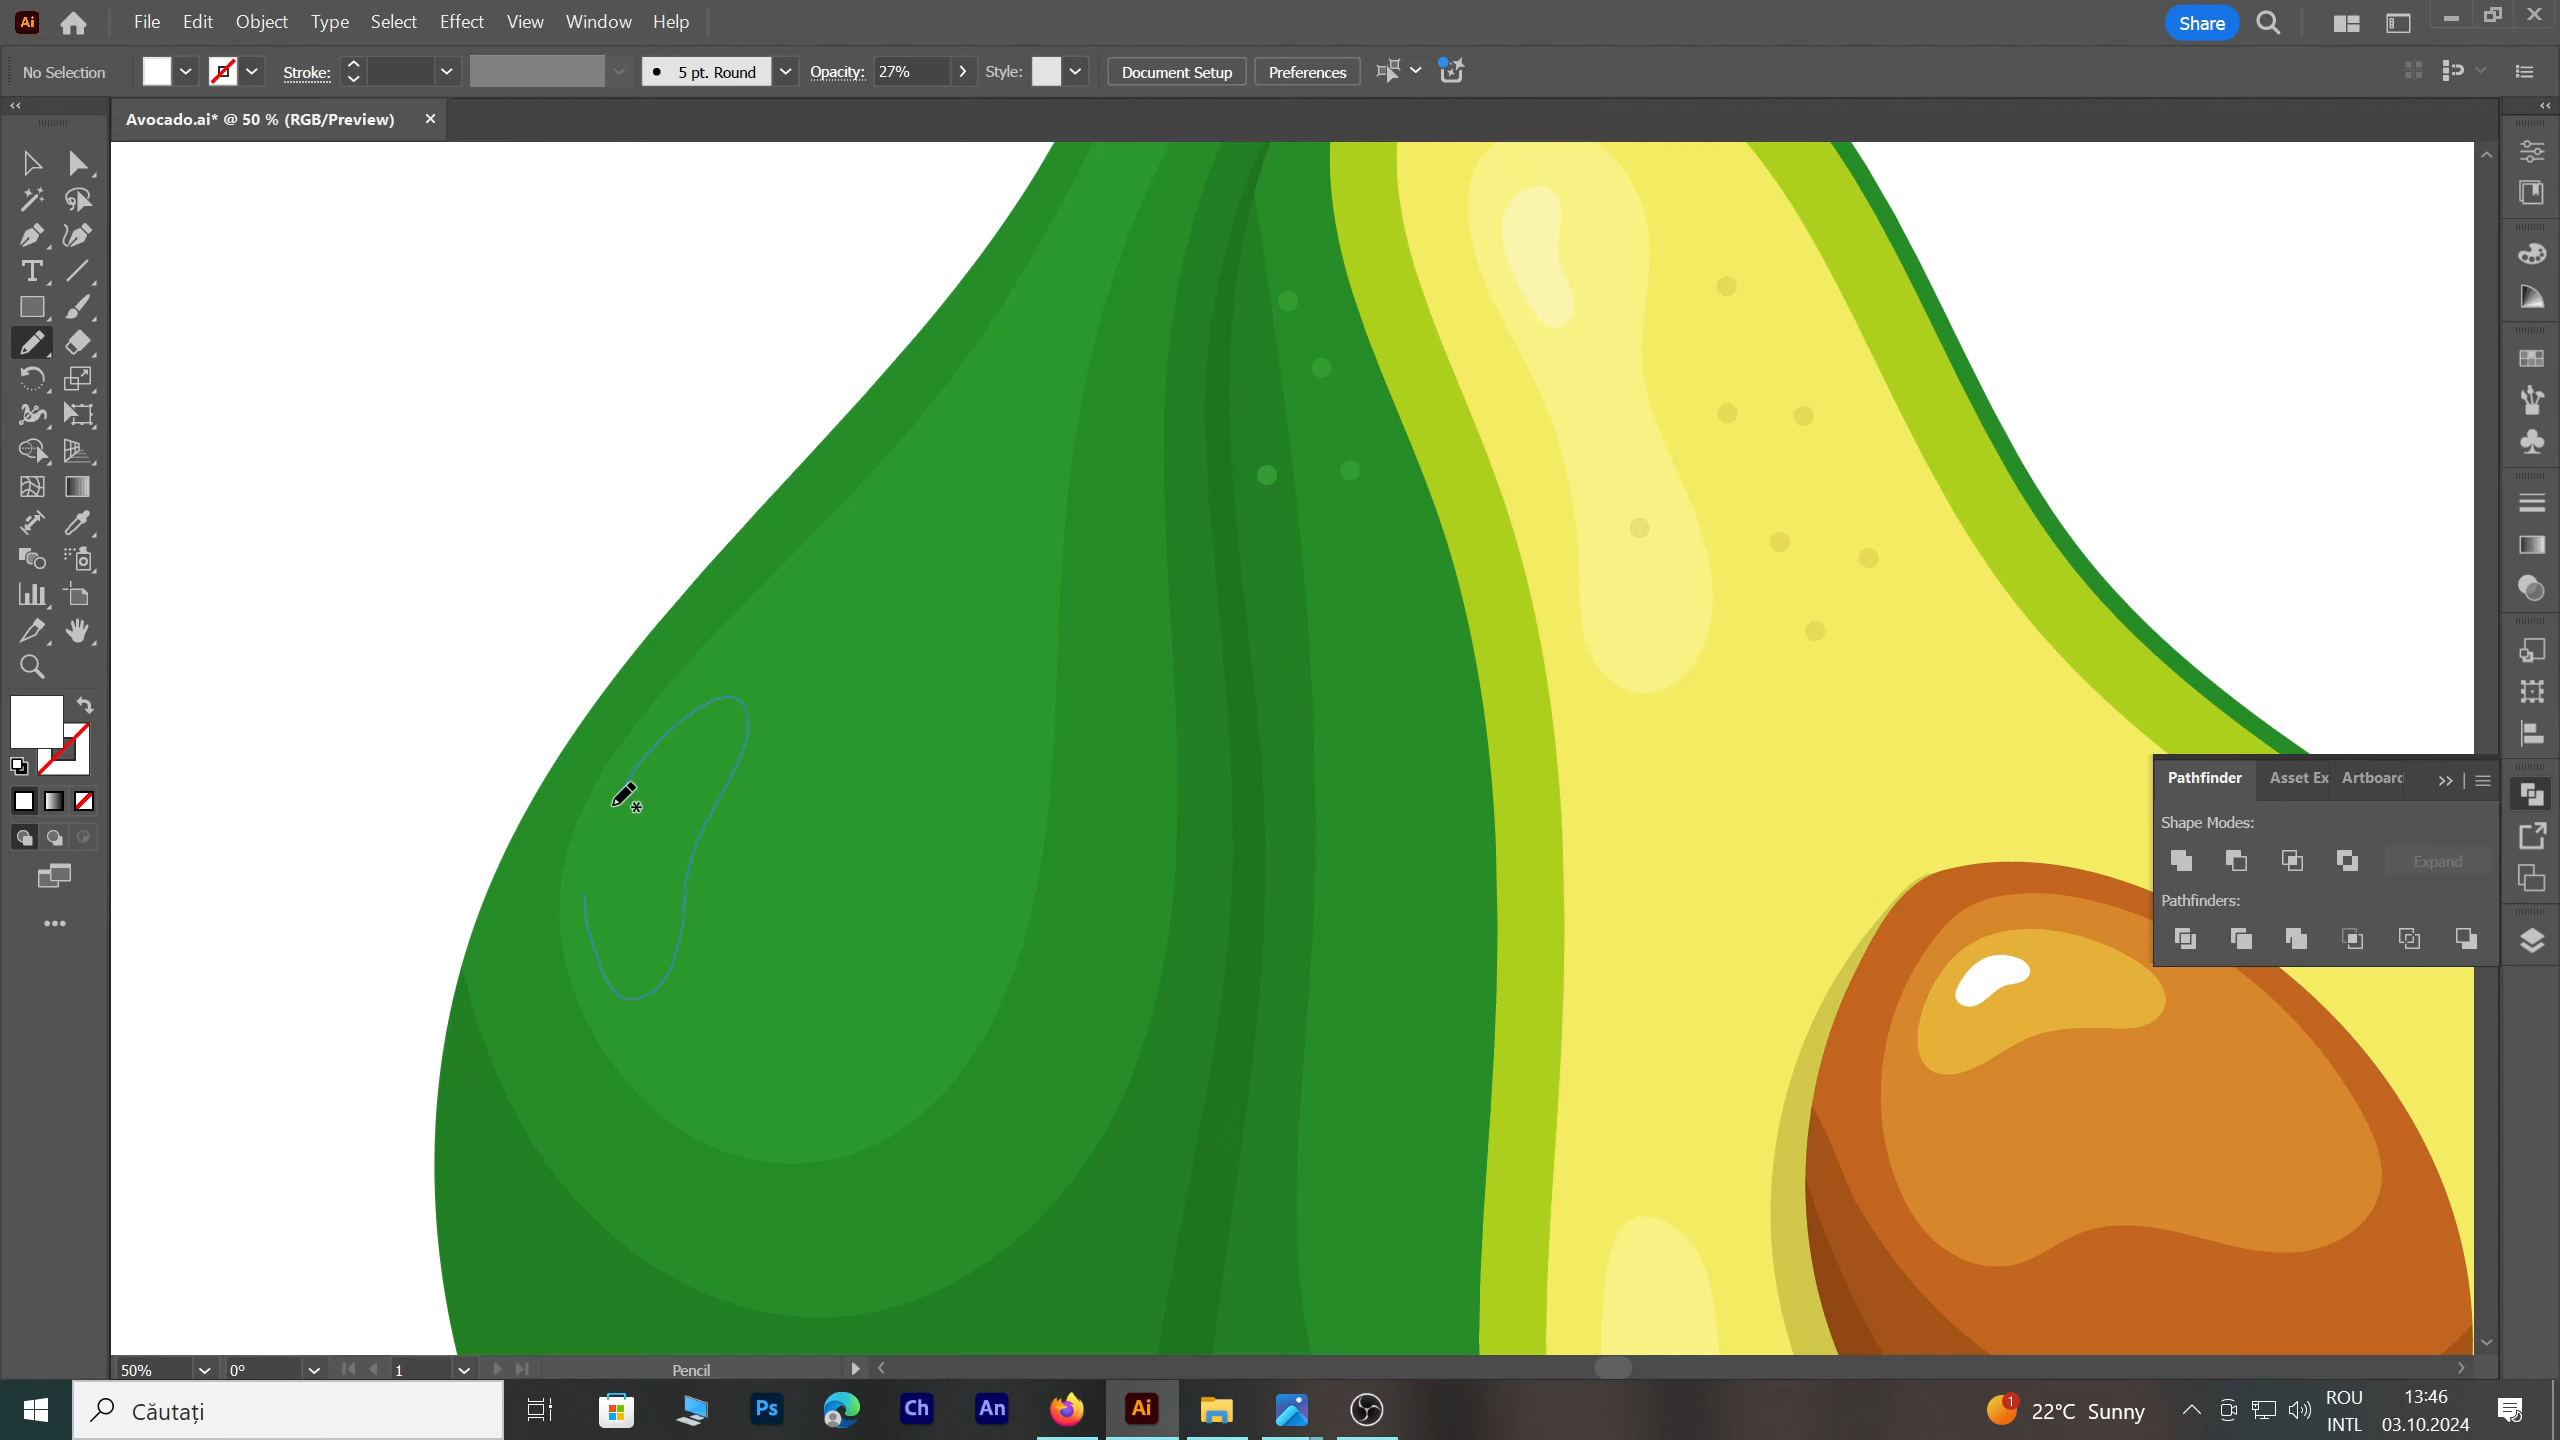 Ai File Edit Object Type Select Effect View Window Help Share
No Selection Stroke: 5 pt. Round Opacity: 27% Style: Document Setup Preferences
Avocado.ai* @ 50 % (RGB/Preview)
Pathfinder Asset Ex Artboard
Shape Modes:
Expand
Pathfinders:
50% 0° 1 Pencil
Căutați Ps Ch An Ai 1 22°C Sunny ROU 13:46
INTL 03.10.2024